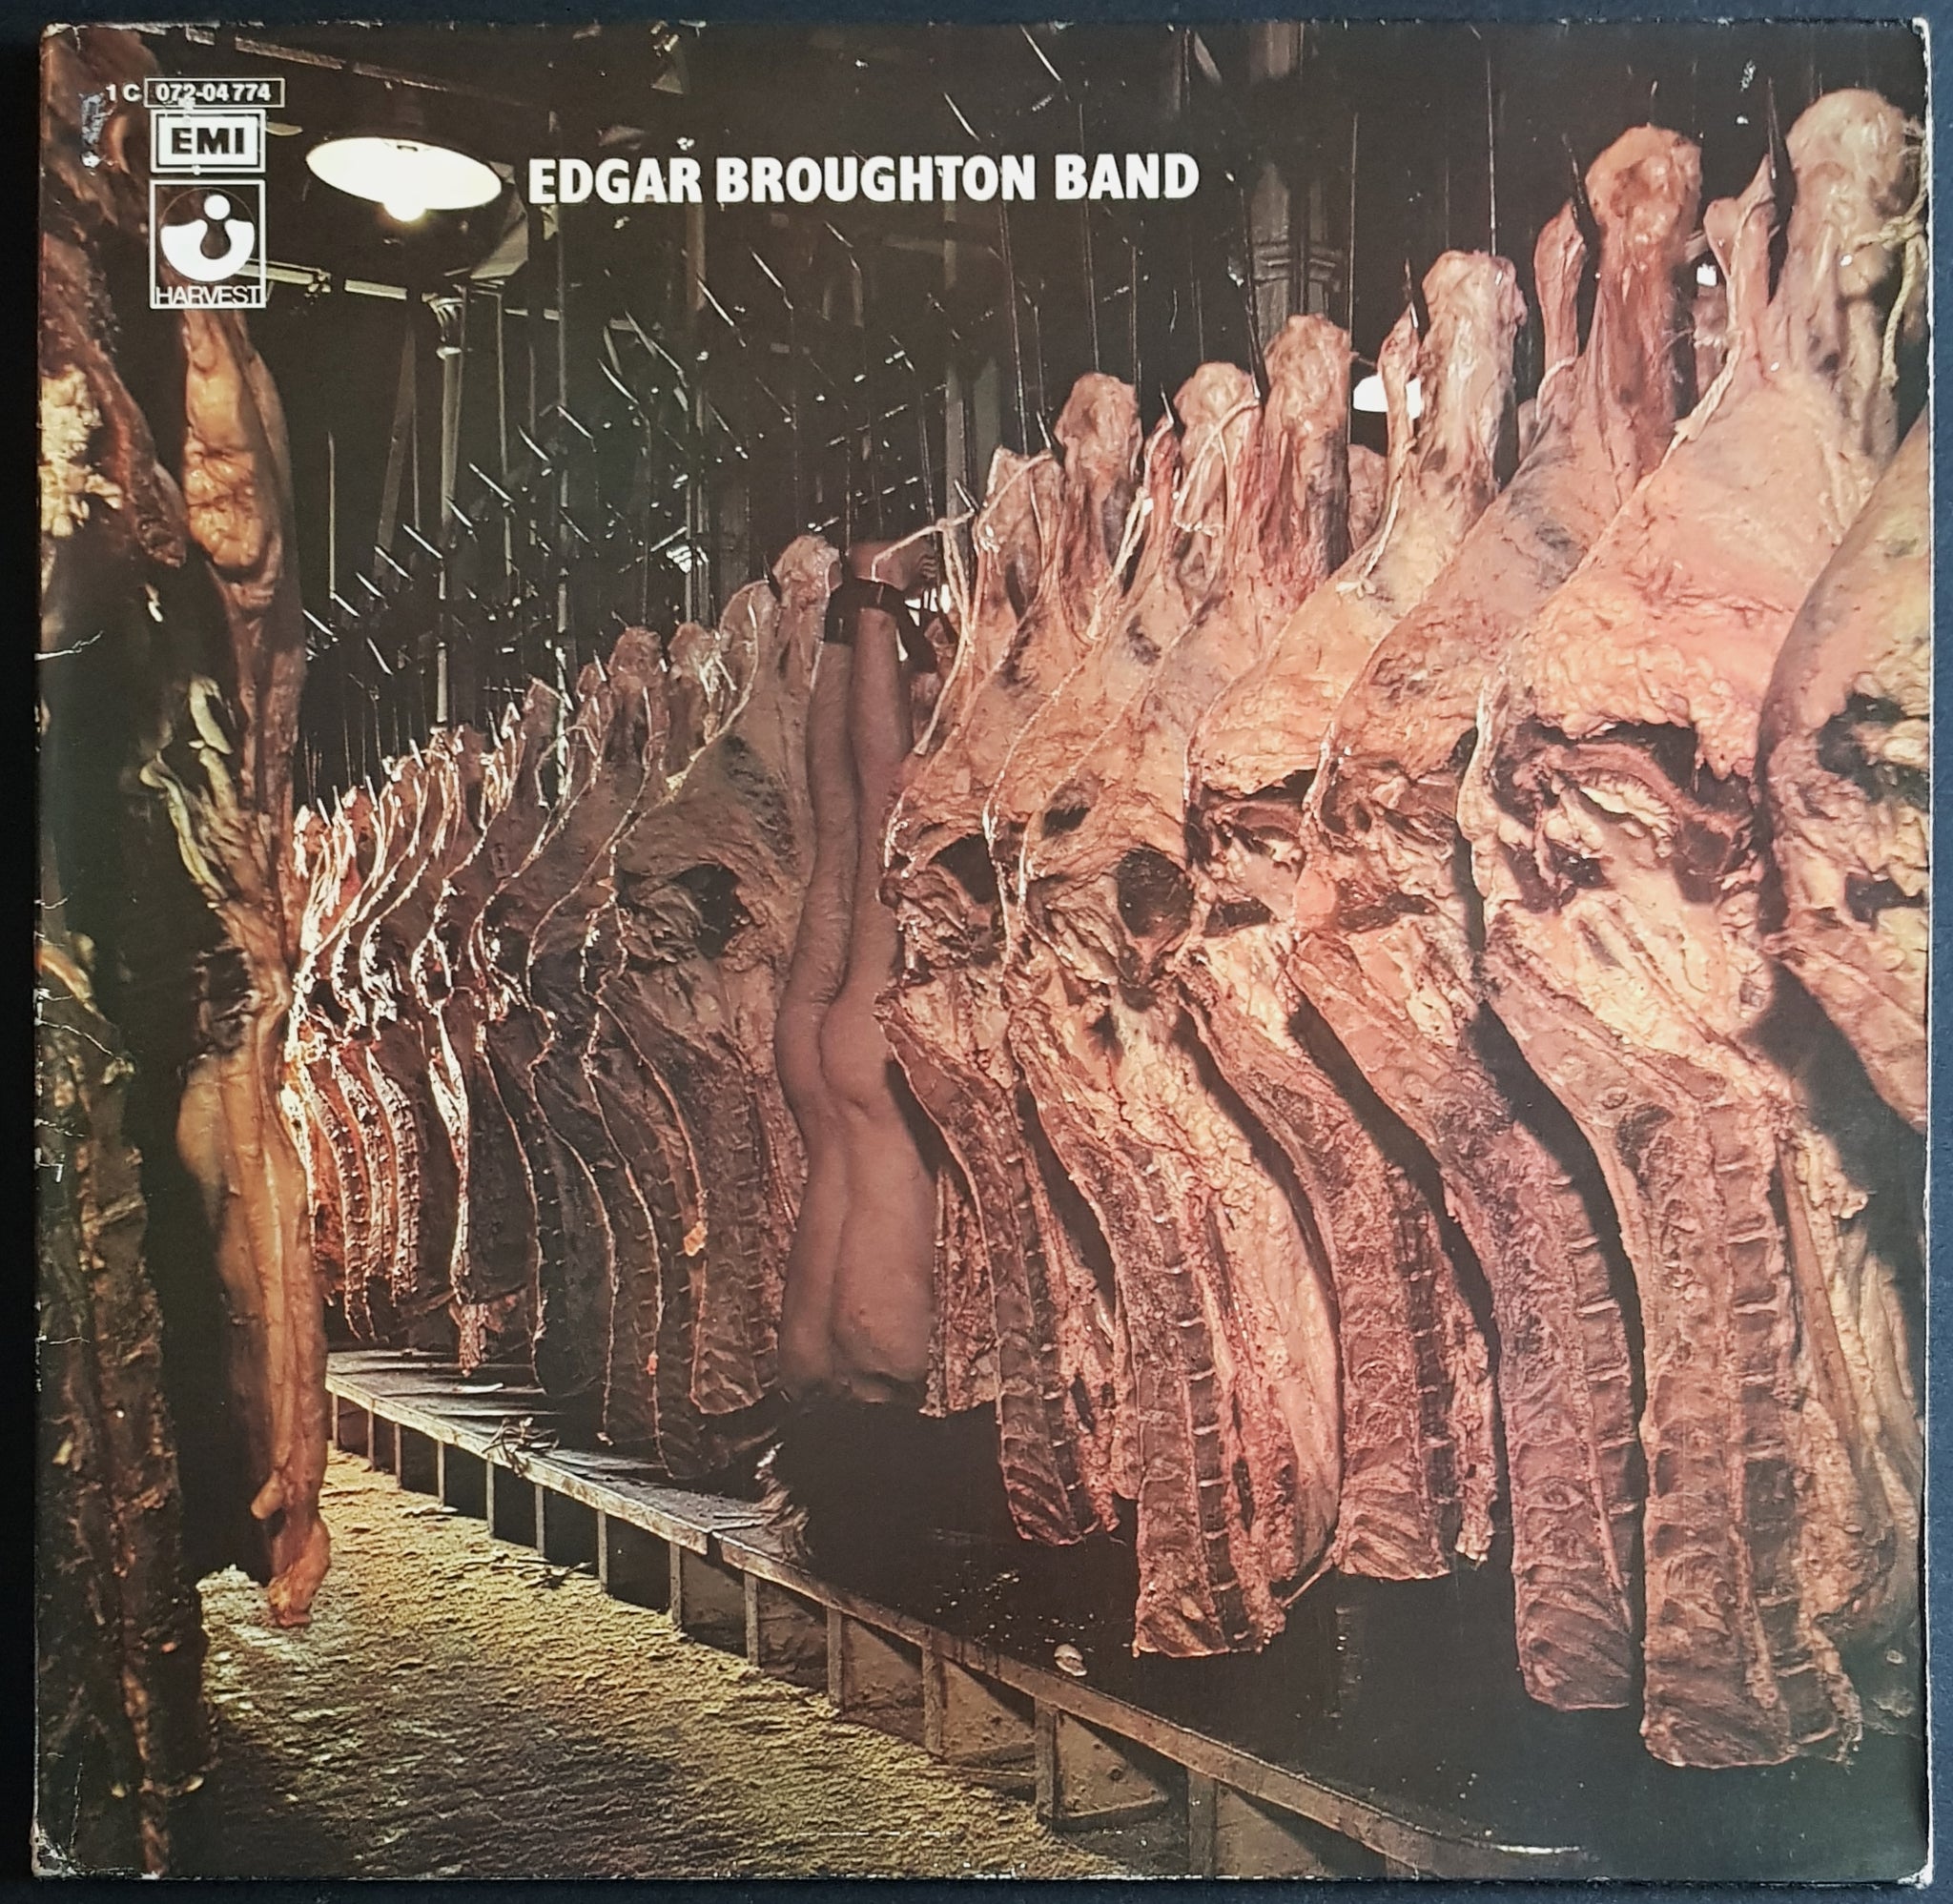 1 C 072-04 774
EMI
HARVEST
EDGAR BROUGHTON BAND